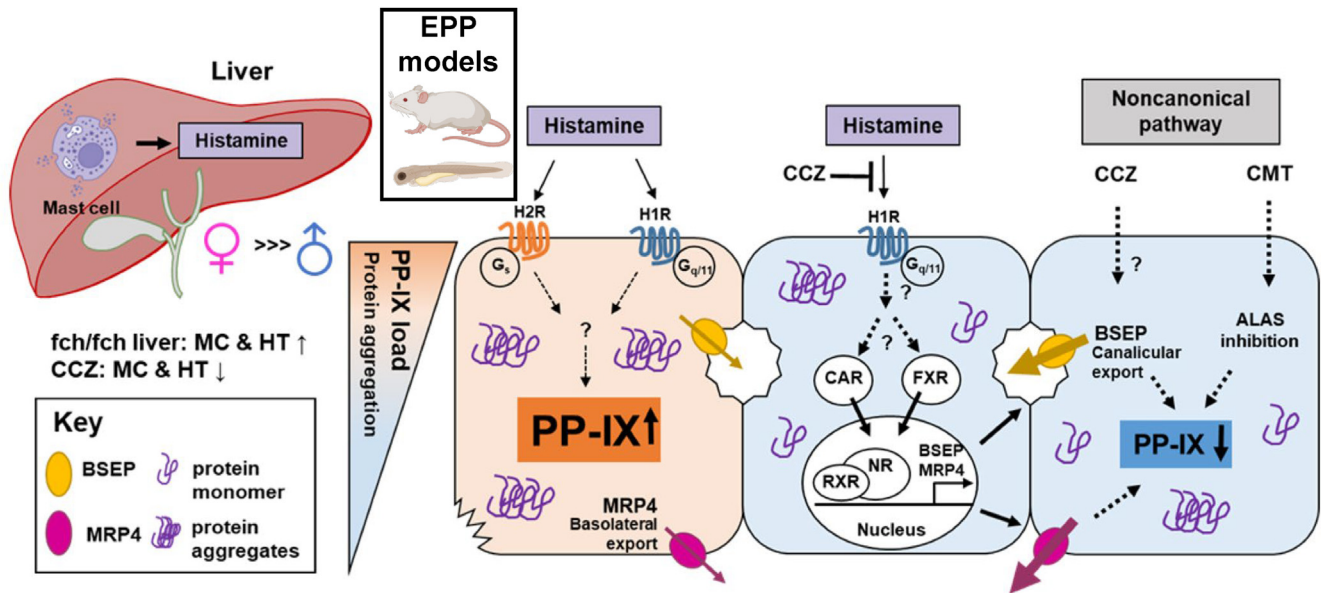 Liver
Histamine
Mast cell
>>>
fch/fch liver: MC & HT ↑
CCZ: MC & HT ↓
Key
BSEP
protein
monomer
MRP4
protein
aggregates
EPP
models
PP-IX load
Protein aggregation
Histamine
H2R
H1R
Gs
Gq/11
?
PP-IX↑
MRP4
Basolateral
export
Histamine
CCZ
H1R
Gq/11
?
?
CAR
FXR
BSEP
MRP4
NR
RXR
Nucleus
Noncanonical
pathway
CCZ
CMT
?
BSEP
Canalicular
export
ALAS
inhibition
PP-IX↓